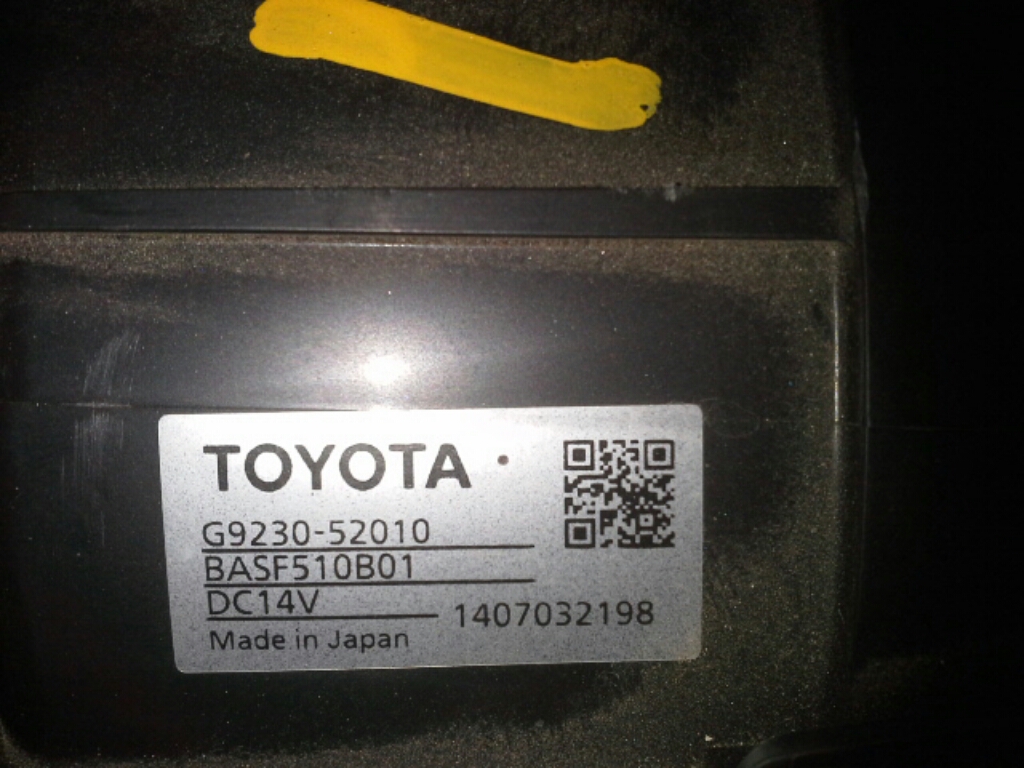 TOYOTA
G9230-52010
BASF510B01
DC14V
1407032198
Made in Japan